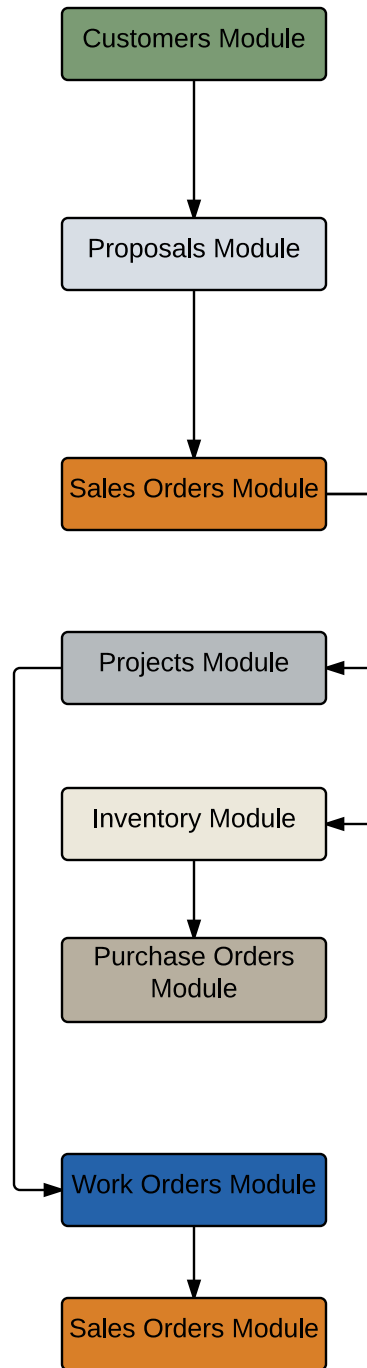 Customers Module
Proposals Module
Sales Orders Module
Projects Module
Inventory Module
Purchase Orders
Module
Work Orders Module
Sales Orders Module